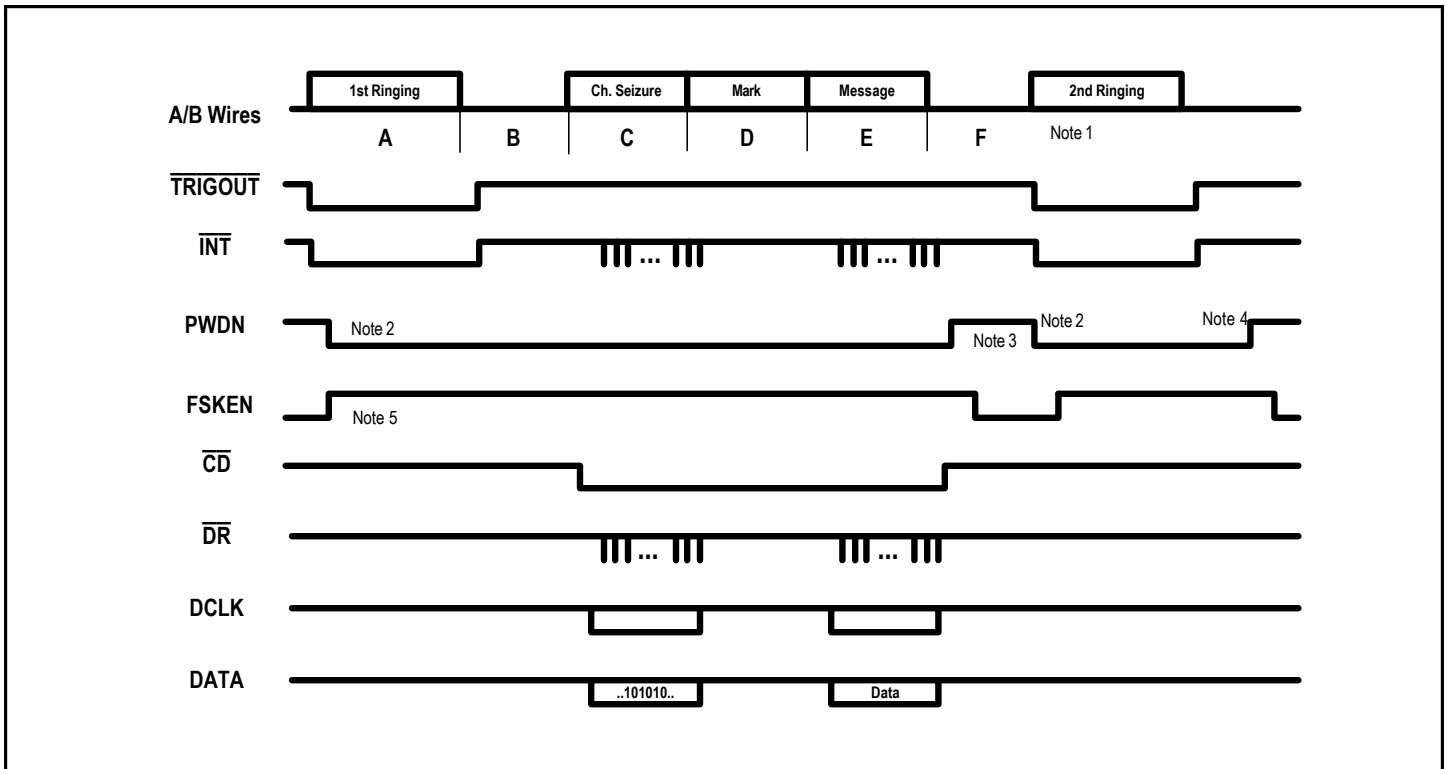 1st Ringing Ch. Seizure Mark Message 2nd Ringing
A/B Wires
A B C D E F Note 1
TRIGOUT
INT
... ...
PWDN Note 2 Note 3 Note 2 Note 4
FSKEN
Note 5
CD
DR
... ...
DCLK
DATA
..101010.. Data